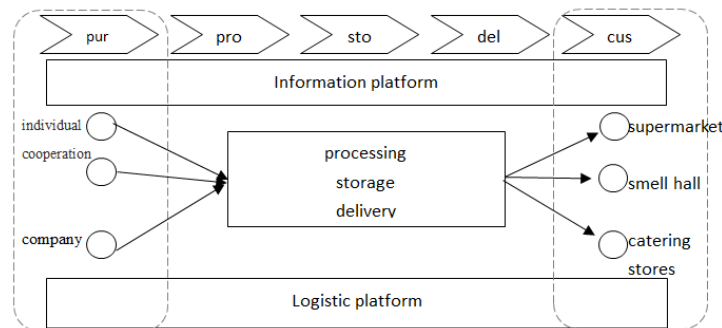 pur pro sto del cus
Information platform
individual
cooperation
company
processing
storage
delivery
supermarket
smell hall
catering
stores
Logistic platform